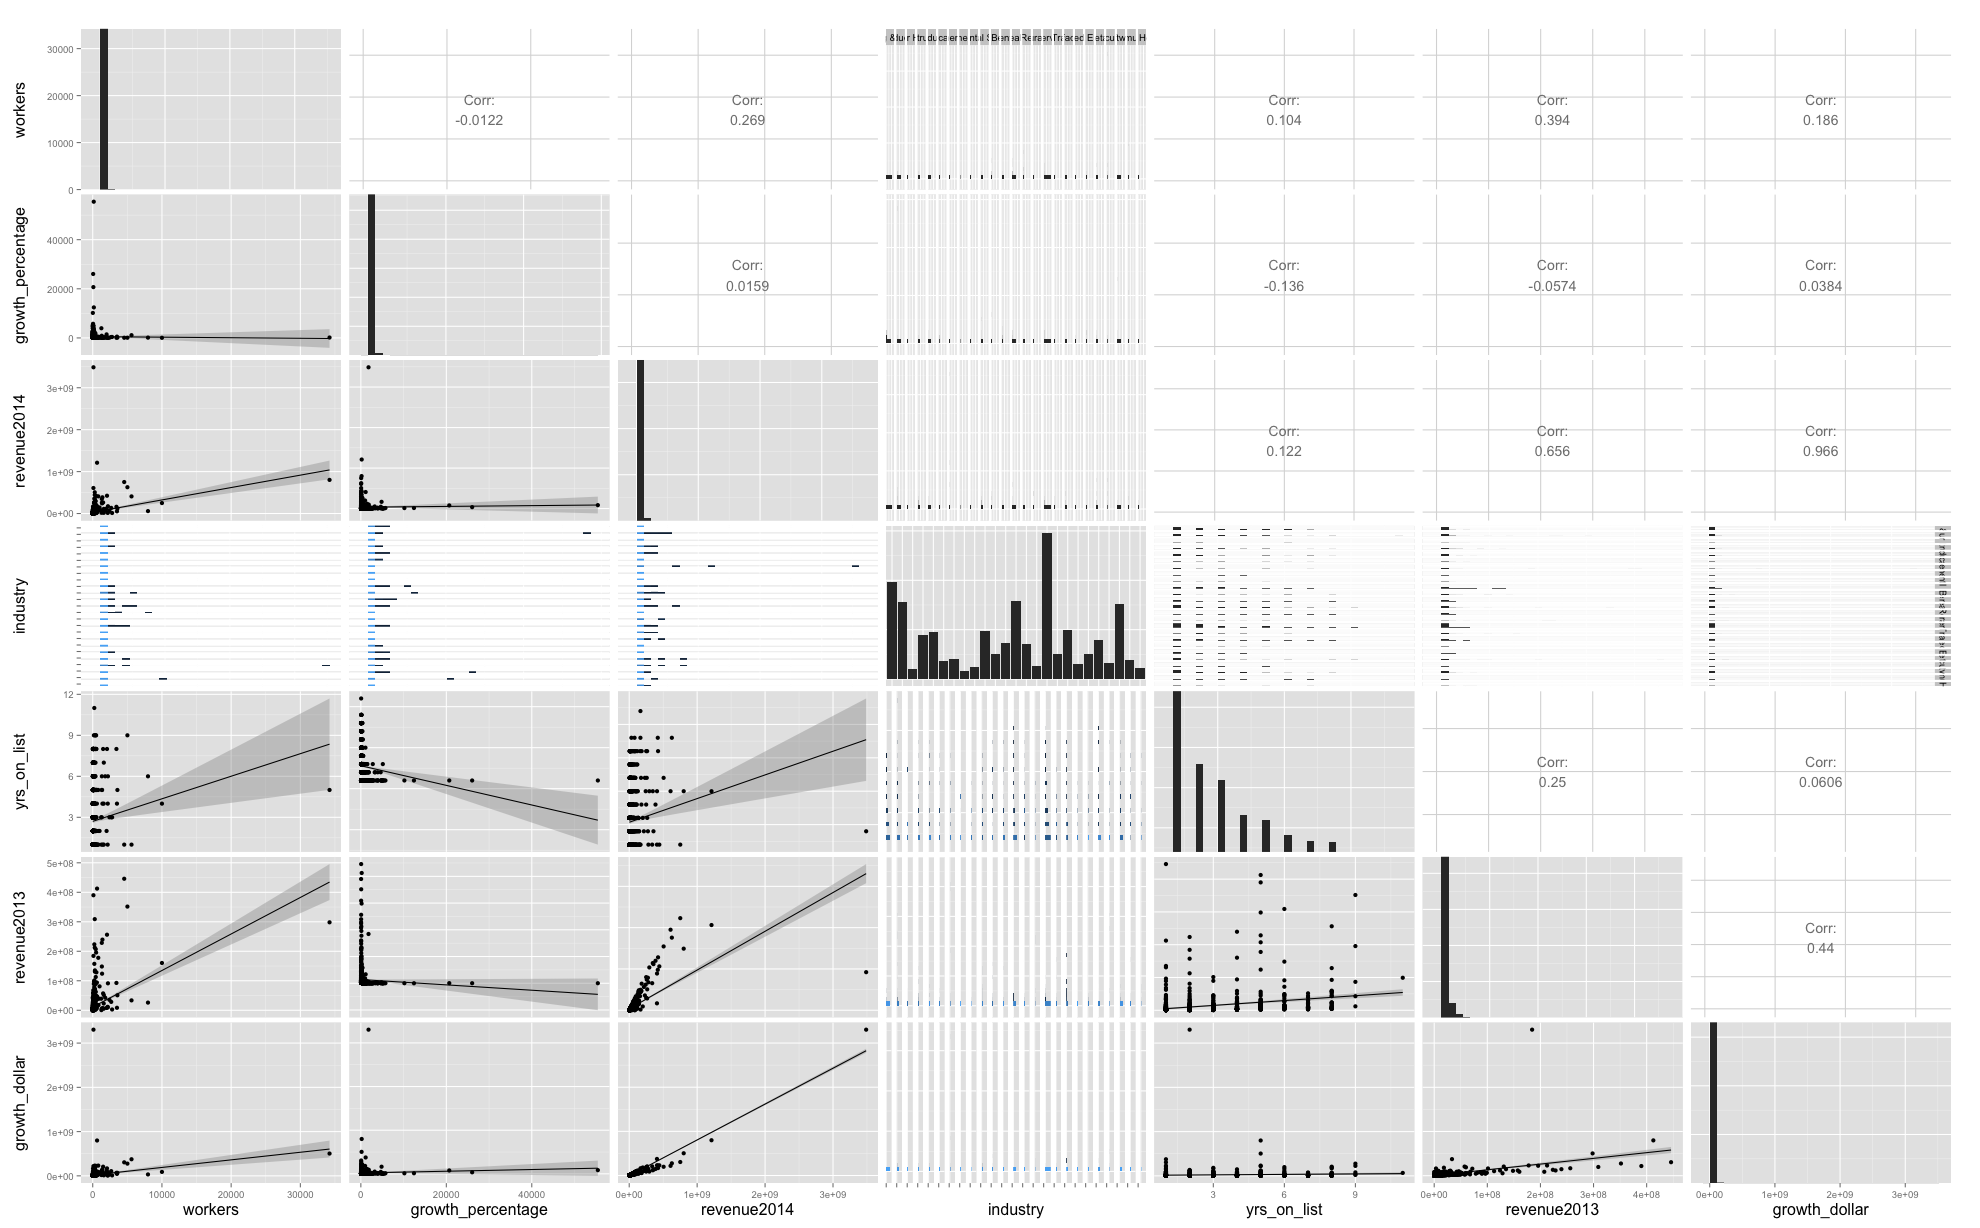 30000
20000
10000
0
workers
Corr:
-0.0122
Corr:
0.269
Corr:
0.104
Corr:
0.394
Corr:
0.186
40000
20000
0
growth_percentage
Corr:
0.0159
Corr:
-0.136
Corr:
-0.0574
Corr:
0.0384
3e+09
2e+09
1e+09
0e+00
revenue2014
Corr:
0.122
Corr:
0.656
Corr:
0.966
industry
12
9
6
3
yrs_on_list
Corr:
0.25
Corr:
0.0606
5e+08
4e+08
3e+08
2e+08
1e+08
0e+00
revenue2013
Corr:
0.44
3e+09
2e+09
1e+09
0e+00
growth_dollar
0 10000 20000 30000
0 20000 40000
0e+00 1e+09 2e+09 3e+09
3 6 9
0e+00 1e+08 2e+08 3e+08 4e+08
0e+00 1e+09 2e+09 3e+09
workers growth_percentage revenue2014 industry yrs_on_list revenue2013 growth_dollar